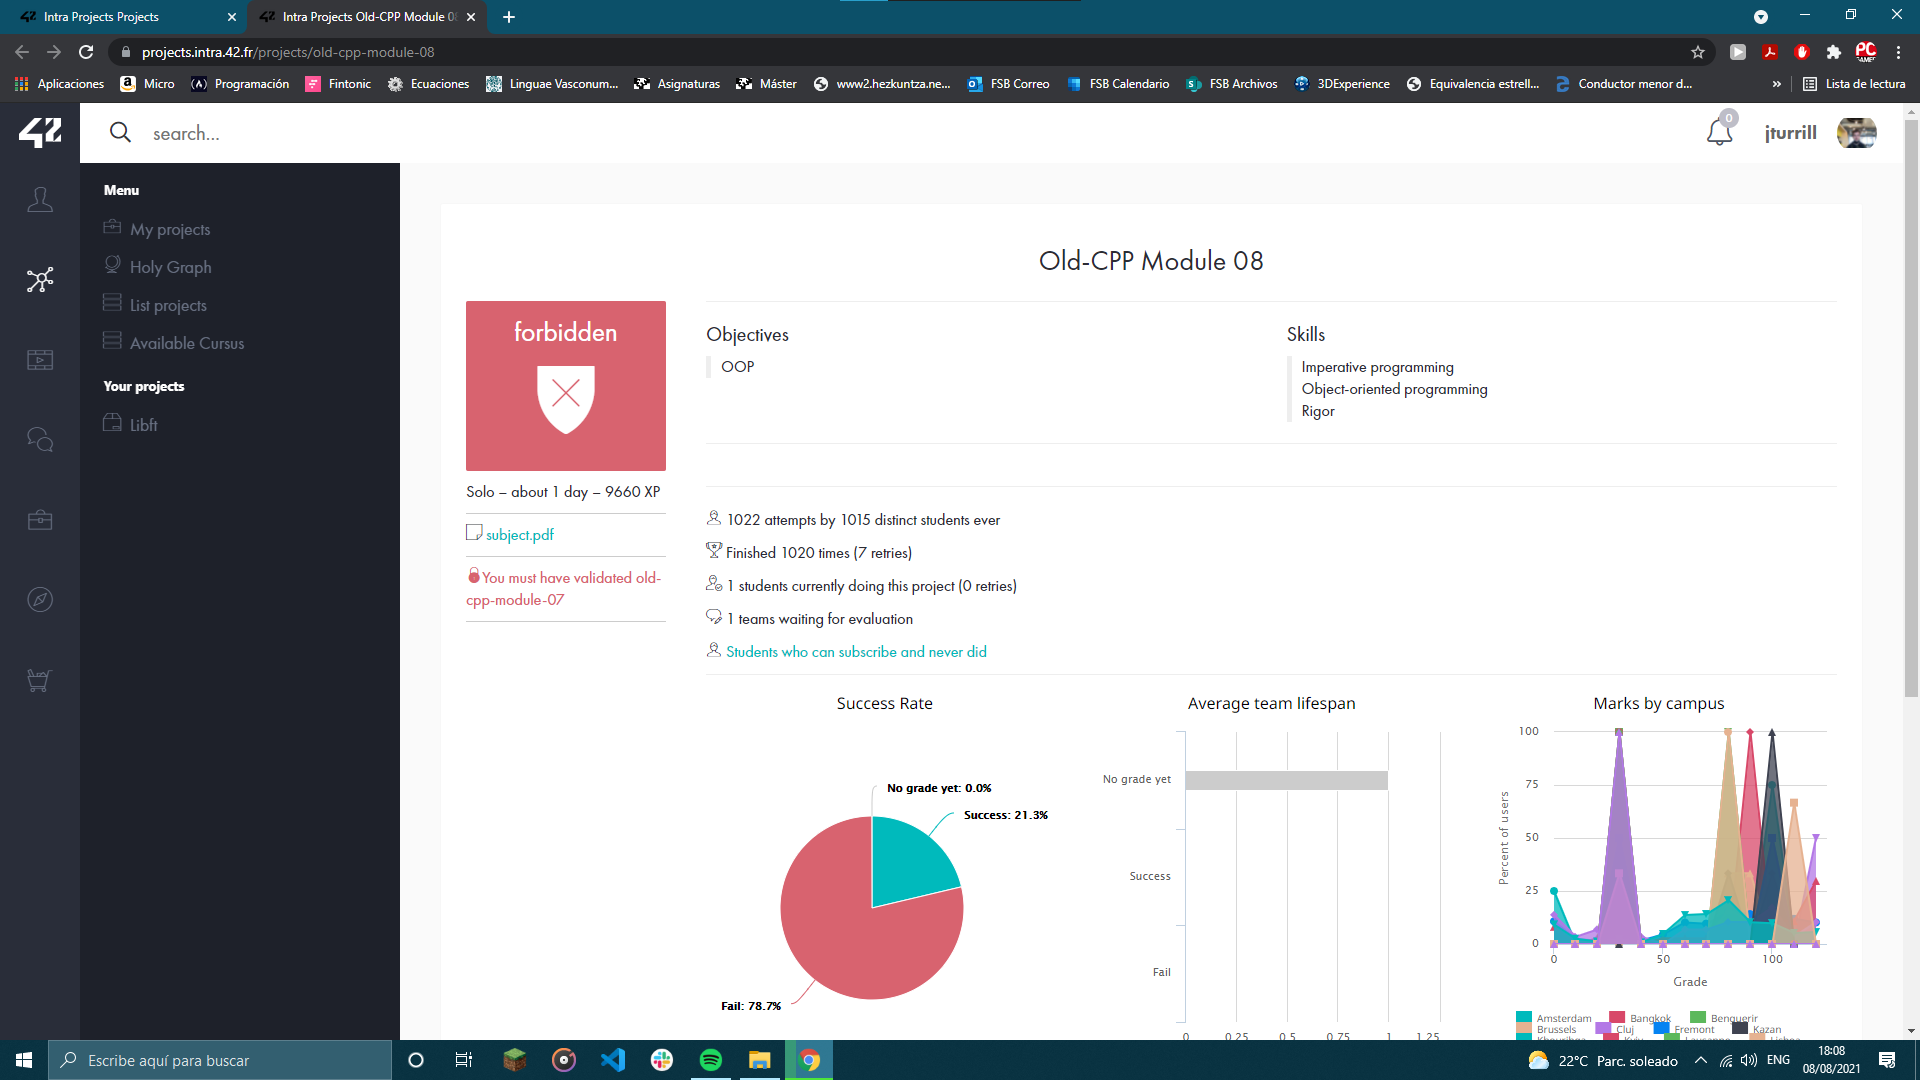 Intra Projects Projects
Intra Projects Old-CPP Module 08
projects.intra.42.fr/projects/old-cpp-module-08
Aplicaciones
Micro
Programación
Fintonic
Ecuaciones
Linguae Vasconum...
Asignaturas
Máster
www2.hezkuntza.ne...
FSB Correo
FSB Calendario
FSB Archivos
3DExperience
Equivalencia estrell...
Conductor menor d...
»
Lista de lectura
42
search...
0
jturrill
Menu
My projects
Holy Graph
List projects
Available Cursus
Your projects
Libft
Old-CPP Module 08
forbidden
Solo – about 1 day – 9660 XP
subject.pdf
You must have validated old-
cpp-module-07
Objectives
OOP
Skills
Imperative programming
Object-oriented programming
Rigor
1022 attempts by 1015 distinct students ever
Finished 1020 times (7 retries)
1 students currently doing this project (0 retries)
1 teams waiting for evaluation
Students who can subscribe and never did
Success Rate
No grade yet: 0.0%
Success: 21.3%
Fail: 78.7%
Average team lifespan
No grade yet
Success
Fail
0 0.25 0.5 0.75 1 1.25
Marks by campus
Percent of users
100
75
50
25
0
0 50 100
Grade
Amsterdam Bangkok Benguerir
Brussels Cluj Fremont Kazan
Escribe aquí para buscar
22°C Parc. soleado
ENG
18:08
08/08/2021